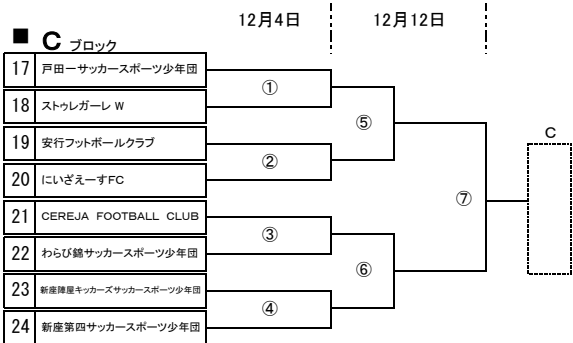 12月4日 12月12日
■ C ブロック
17 戸田一サッカースポーツ少年団
①
18 ストゥレガーレ W
⑤
19 安行フットボールクラブ
C
②
20 にいざえーすFC
⑦
21 CEREJA FOOTBALL CLUB
③
22 わらび錦サッカースポーツ少年団
⑥
23 新座陣屋キッカーズサッカースポーツ少年団
④
24 新座第四サッカースポーツ少年団